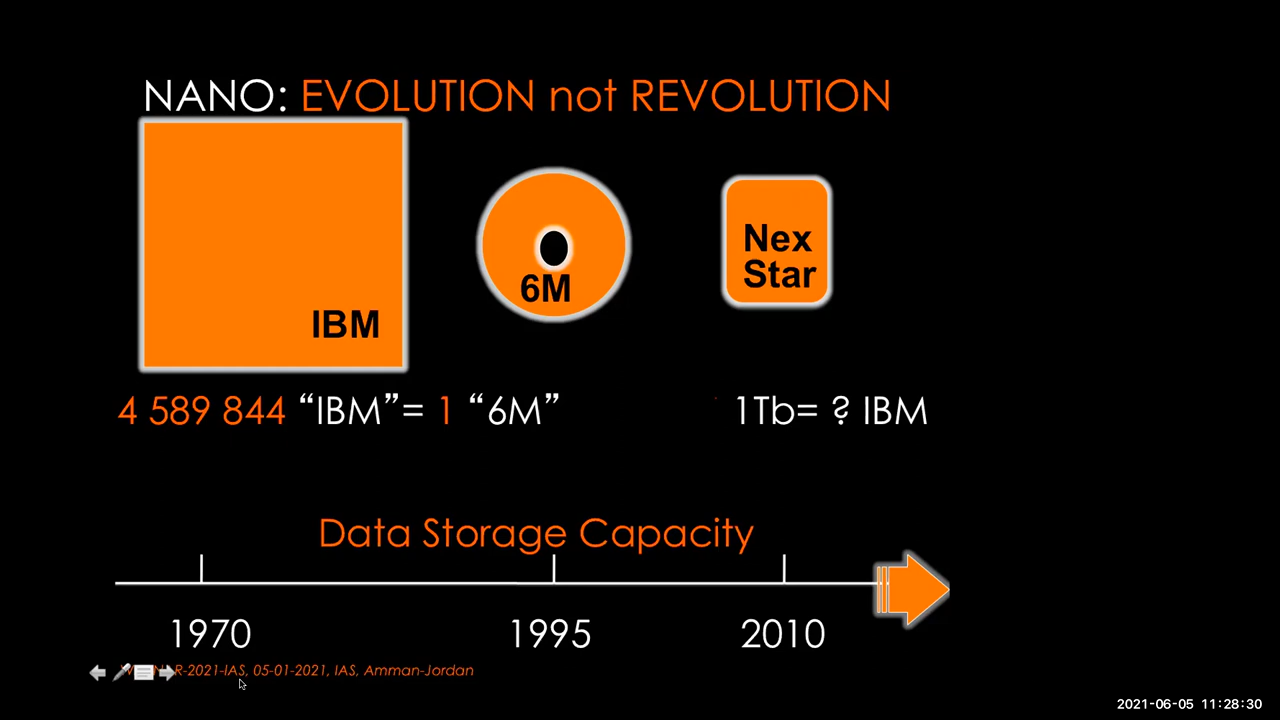 NANO: EVOLUTION not REVOLUTION
IBM
6M
Nex
Star
4 589 844 “IBM”= 1 “6M”
1Tb= ? IBM
Data Storage Capacity
1970
1995
2010
R-2021-IAS, 05-01-2021, IAS, Amman-Jordan
2021-06-05 11:28:30